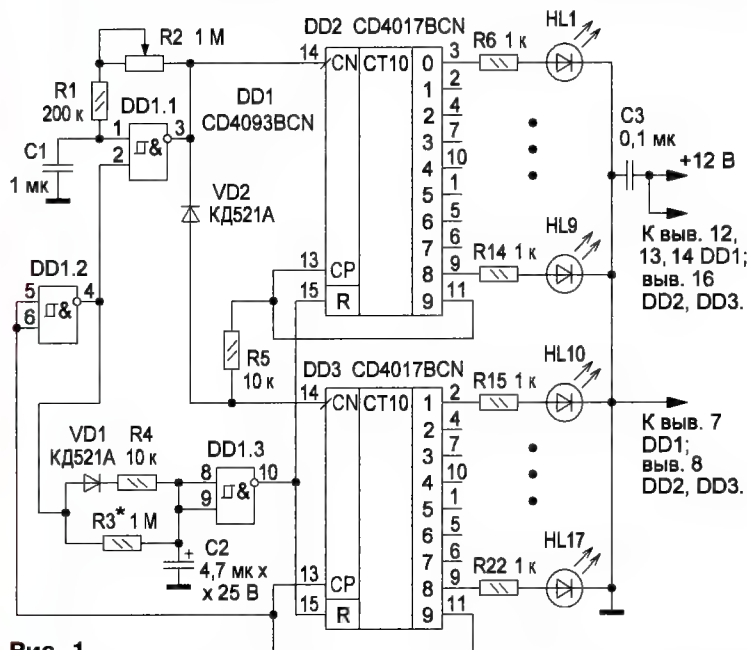 R2 1 М
R1
200 к
C1
1 мк
DD1.1
1
2
3
&
DD1
CD4093BCN
VD2
КД521А
DD1.2
5
6
4
&
R5
10 к
VD1
КД521А
R4
10 к
R3* 1 М
DD1.3
8
9
10
&
C2
4,7 мк х
х 25 В
+
DD2 CD4017BCN
14
CN
CT10
13
CP
15
R
0
1
2
3
4
5
6
7
8
9
3
2
4
7
10
1
5
6
9
11
R6 1 к
HL1
R14 1 к
HL9
C3
0,1 мк
+12 В
К выв. 12,
13, 14 DD1;
выв. 16
DD2, DD3.
DD3 CD4017BCN
14
CN
CT10
13
CP
15
R
1
2
3
4
5
6
7
8
9
2
4
7
10
1
5
6
9
11
R15 1 к
HL10
R22 1 к
HL17
К выв. 7
DD1;
выв. 8
DD2, DD3.
Рис. 1